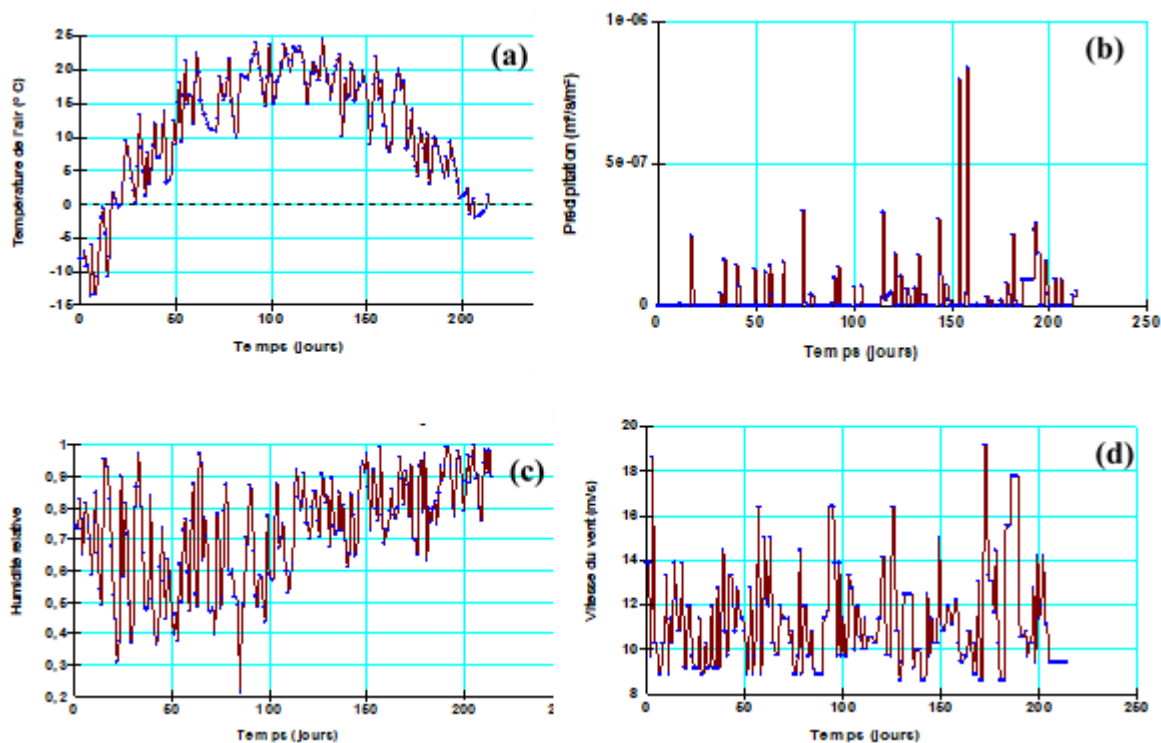 (a)
Température de l'air (° C)
25
20
15
10
5
0
-5
-10
-15
0 50 100 150 200
Temps (jours)
(b)
Précipitation (m³/s/m²)
1e-06
5e-07
0
0 50 100 150 200 250
Temps (jours)
(c)
Humidité relative
1
0,9
0,8
0,7
0,6
0,5
0,4
0,3
0,2
0 50 100 150 200 2
Temps (jours)
(d)
Vitesse du vent (m/s)
20
18
16
14
12
10
8
0 50 100 150 200 250
Temps (jours)